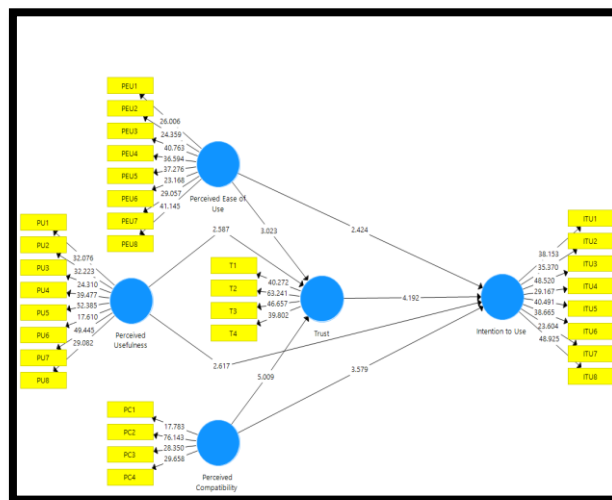 PEU1
PEU2
PEU3
PEU4
PEU5
PEU6
PEU7
PEU8
26.006
24.359
40.763
36.594
37.276
23.168
29.057
41.145
Perceived Ease of
Use
2.424
3.023
2.587
PU1
PU2
PU3
PU4
PU5
PU6
PU7
PU8
32.076
32.223
24.310
39.477
52.385
17.610
49.445
29.082
Perceived
Usefulness
T1
T2
T3
T4
40.272
63.241
46.657
39.802
Trust
4.192
2.617
3.579
5.009
ITU1
ITU2
ITU3
ITU4
ITU5
ITU6
ITU7
ITU8
38.153
35.370
48.520
29.167
40.491
38.665
23.604
48.925
Intention to Use
PC1
PC2
PC3
PC4
17.783
76.143
28.350
29.658
Perceived
Compatibility